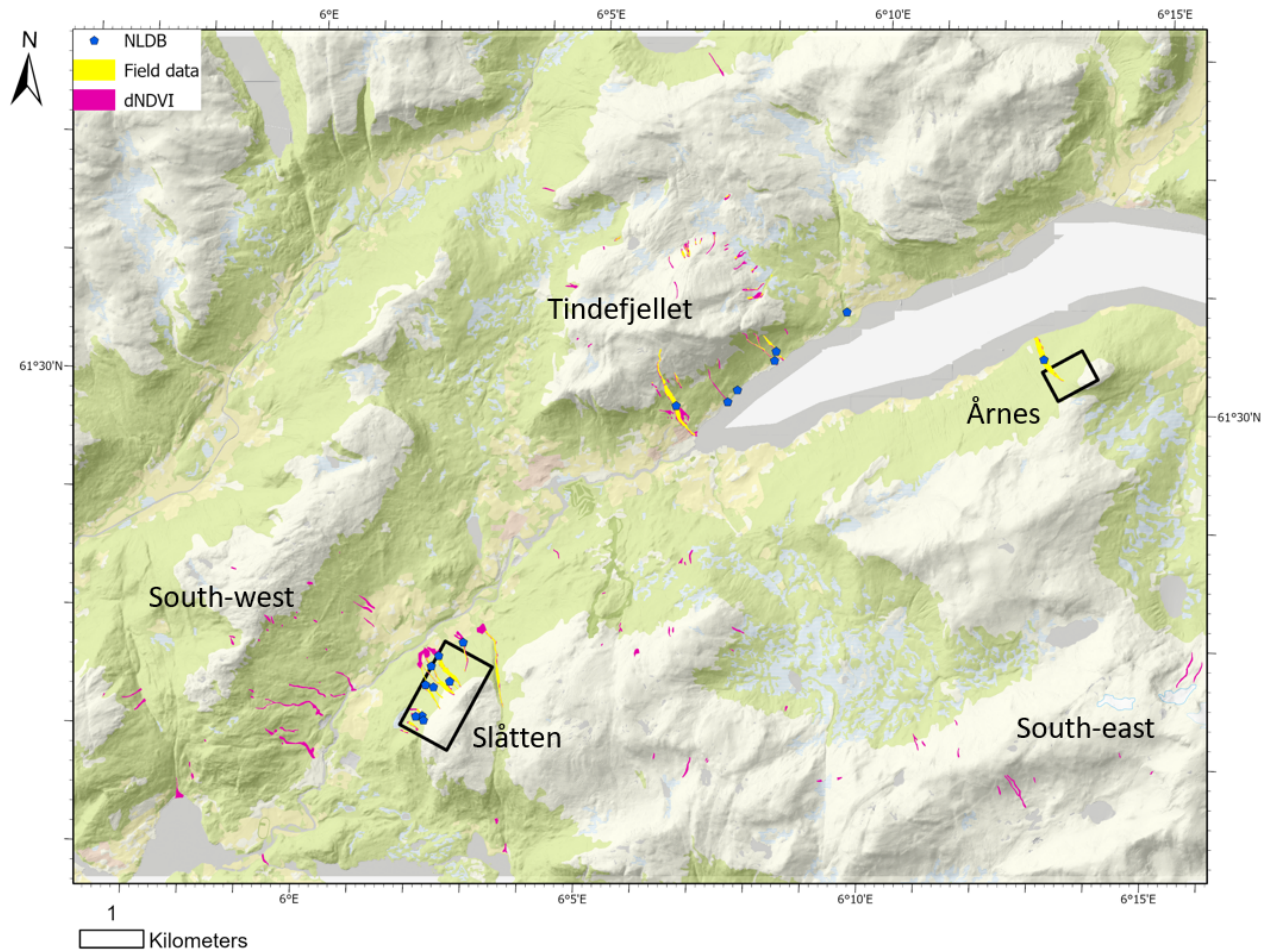 6°E
6°5'E
6°10'E
6°15'E
N
NLDB
Field data
dNDVI
Tindefjellet
61°30'N
Årnes
61°30'N
South-west
Slåtten
South-east
6°E
6°5'E
6°10'E
6°15'E
1
Kilometers